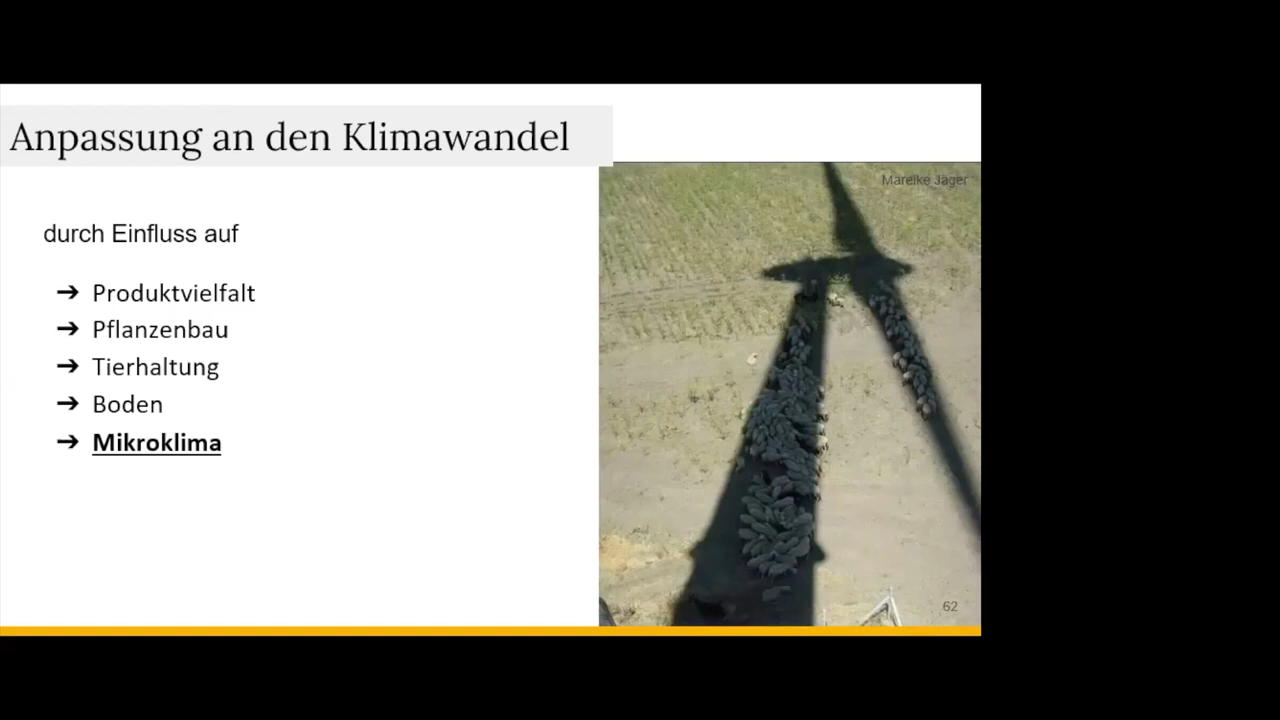 Anpassung an den Klimawandel
Mareike Jäger
durch Einfluss auf
➔ Produktvielfalt
➔ Pflanzenbau
➔ Tierhaltung
➔ Boden
➔ Mikroklima
62